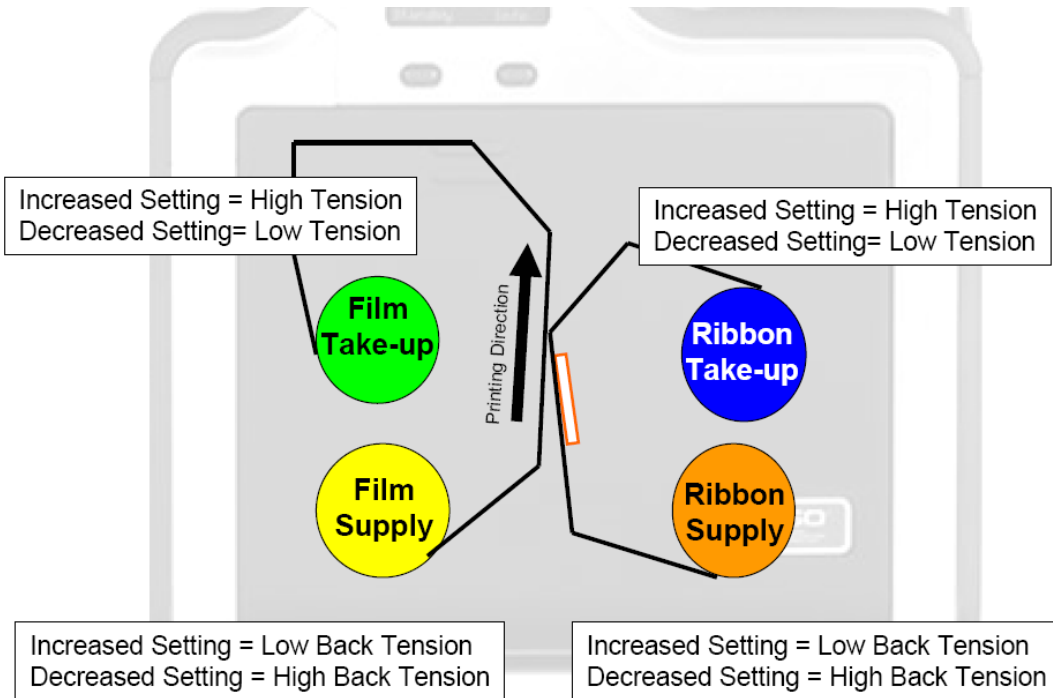 Standby Info
Increased Setting = High Tension
Decreased Setting= Low Tension
Increased Setting = High Tension
Decreased Setting= Low Tension
Film
Take-up
Printing Direction
Ribbon
Take-up
Film
Supply
Ribbon
Supply
Increased Setting = Low Back Tension
Decreased Setting = High Back Tension
Increased Setting = Low Back Tension
Decreased Setting = High Back Tension